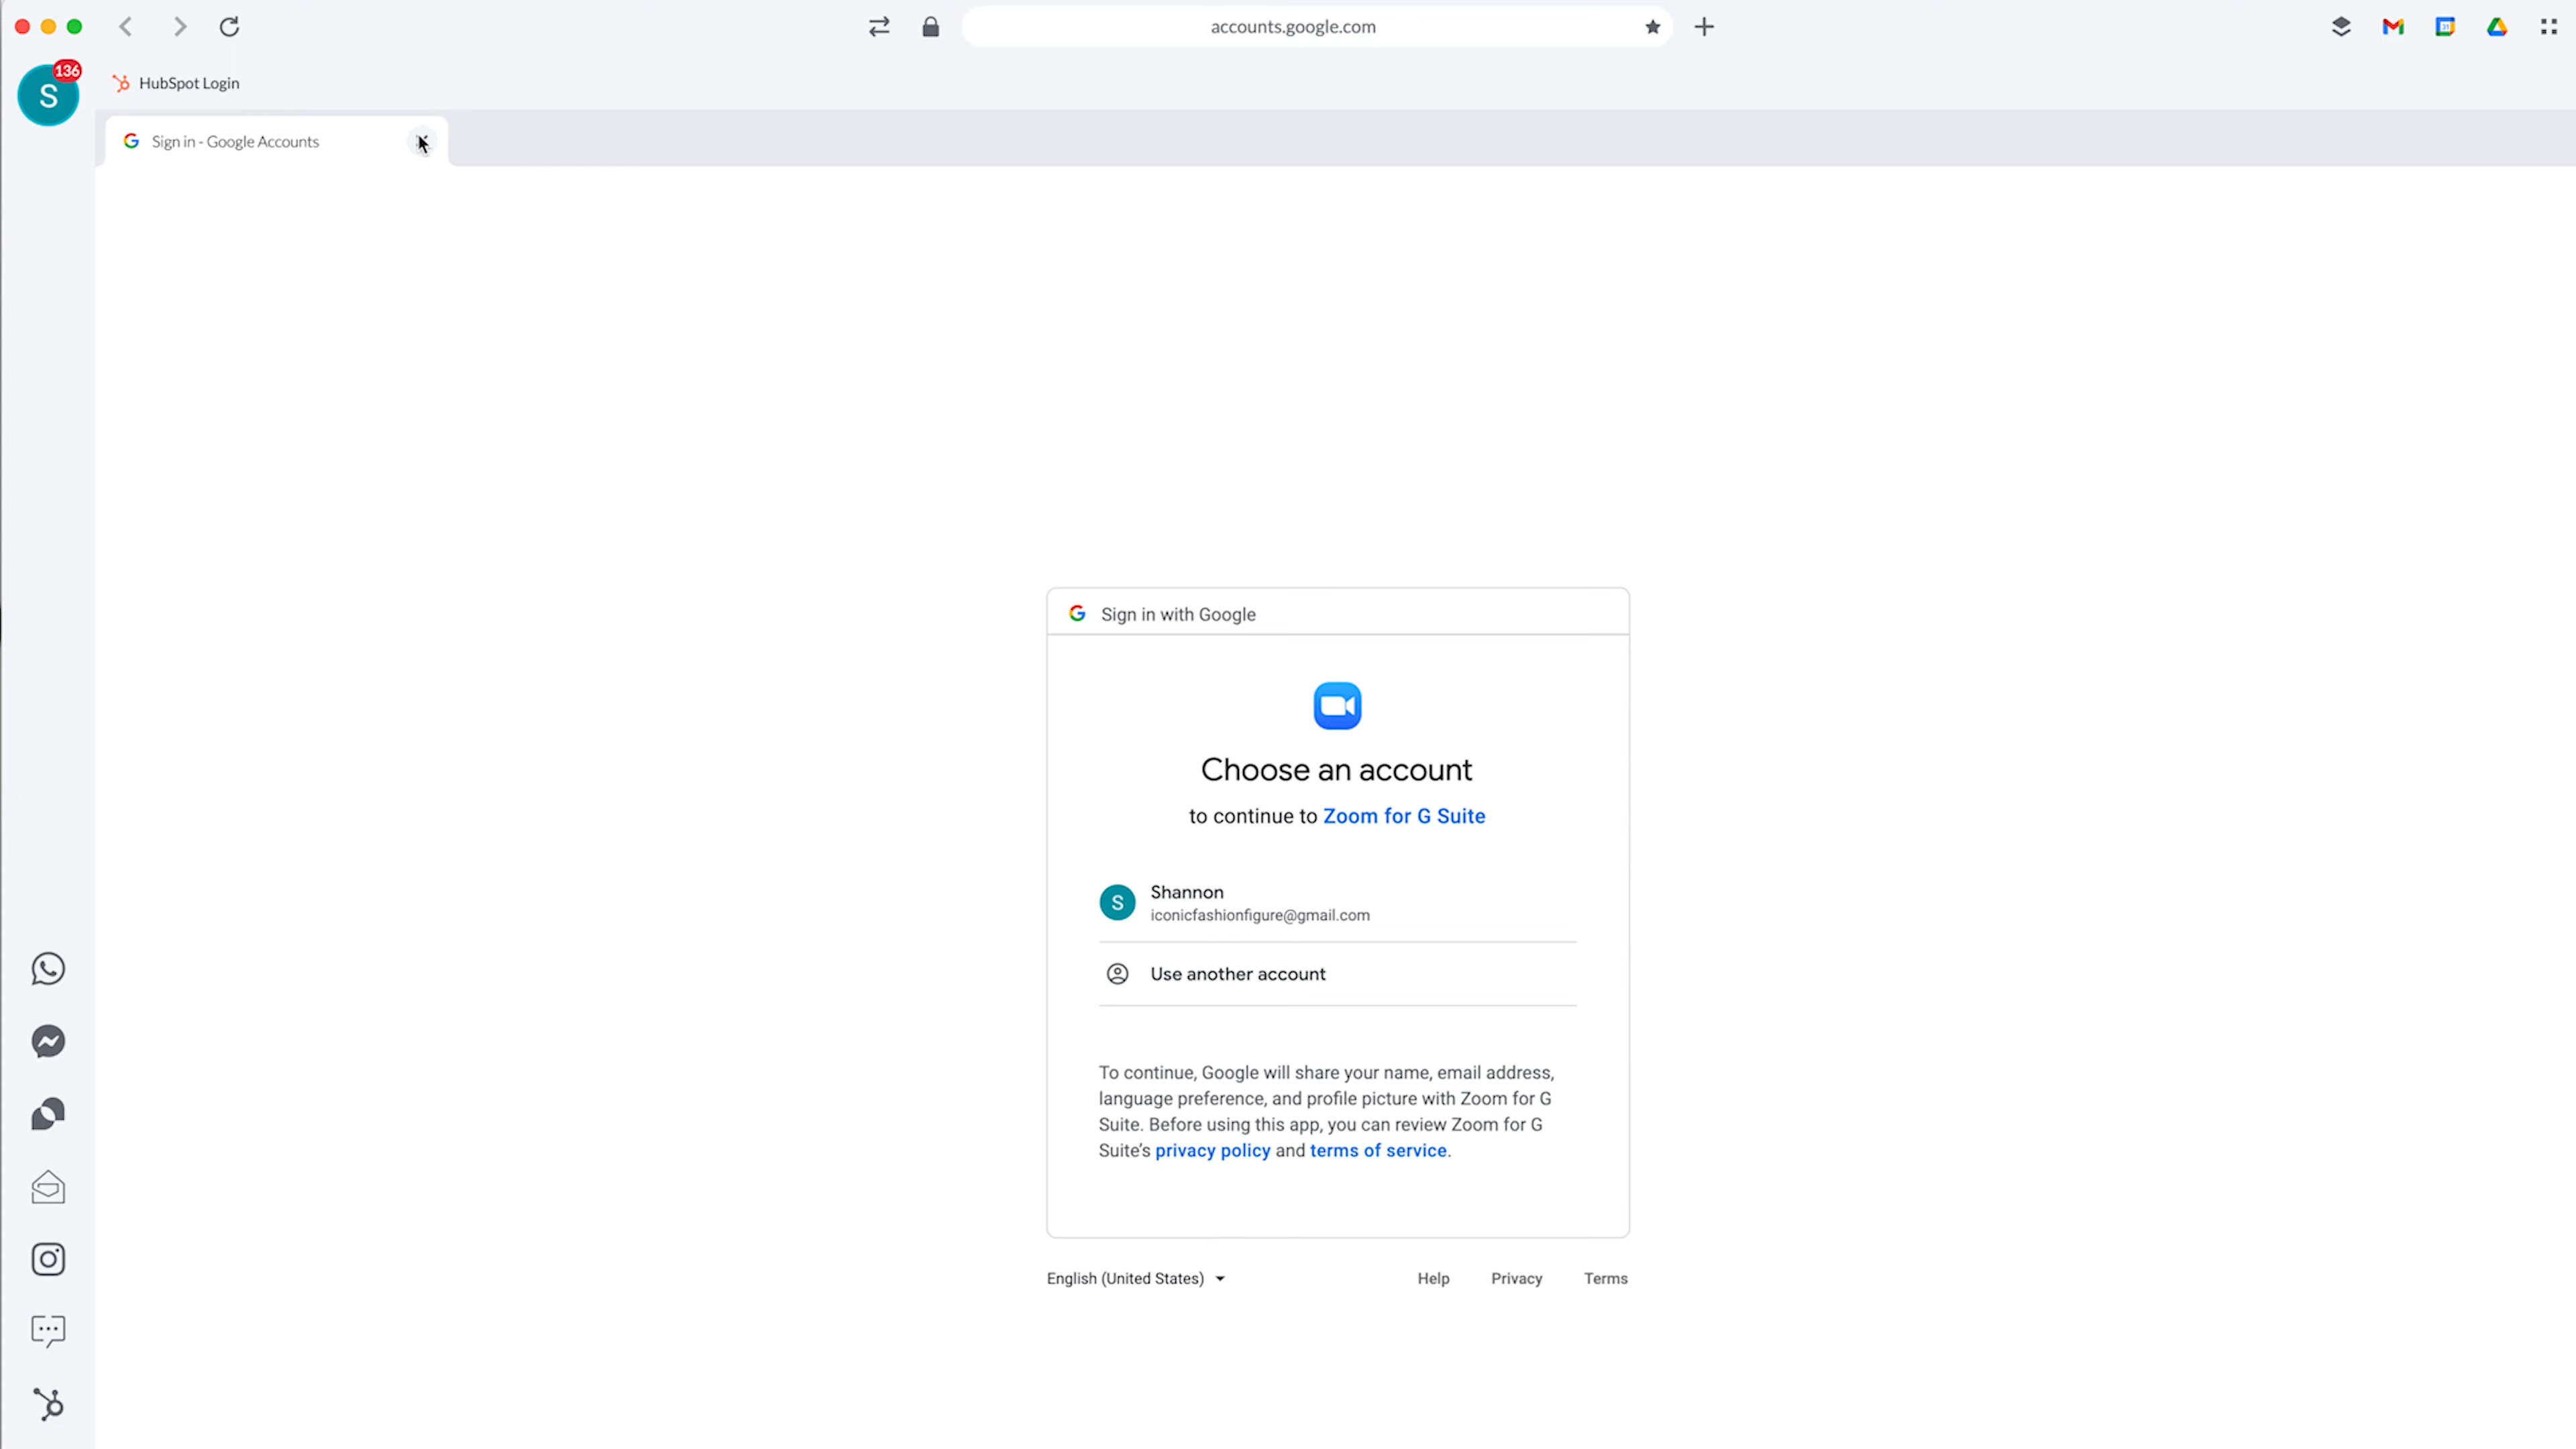 accounts.google.com
136
S
HubSpot Login
Sign in - Google Accounts
Sign in with Google
Choose an account
to continue to Zoom for G Suite
S
Shannon
iconicfashionfigure@gmail.com
Use another account
To continue, Google will share your name, email address,
language preference, and profile picture with Zoom for G
Suite. Before using this app, you can review Zoom for G
Suite’s privacy policy and terms of service.
English (United States)
Help
Privacy
Terms